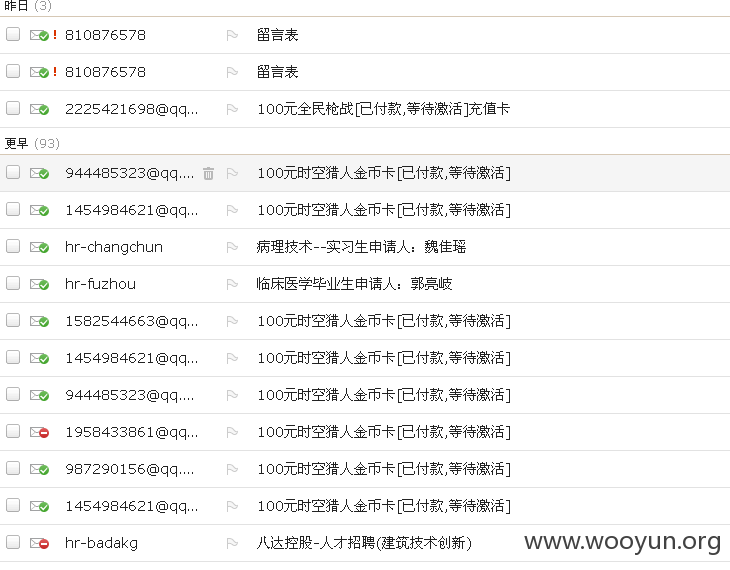 昨日 (3)
! 810876578 留言表
! 810876578 留言表
2225421698@qq... 100元全民枪战[已付款,等待激活]充值卡
更早 (93)
944485323@qq.... 100元时空猎人金币卡[已付款,等待激活]
1454984621@qq... 100元时空猎人金币卡[已付款,等待激活]
hr-changchun 病理技术--实习生申请人：魏佳瑶
hr-fuzhou 临床医学毕业生申请人：郭亮岐
1582544663@qq... 100元时空猎人金币卡[已付款,等待激活]
1454984621@qq... 100元时空猎人金币卡[已付款,等待激活]
944485323@qq.... 100元时空猎人金币卡[已付款,等待激活]
1958433861@qq... 100元时空猎人金币卡[已付款,等待激活]
987290156@qq.... 100元时空猎人金币卡[已付款,等待激活]
1454984621@qq... 100元时空猎人金币卡[已付款,等待激活]
hr-badakg 八达控股-人才招聘(建筑技术创新)
www.wooyun.org